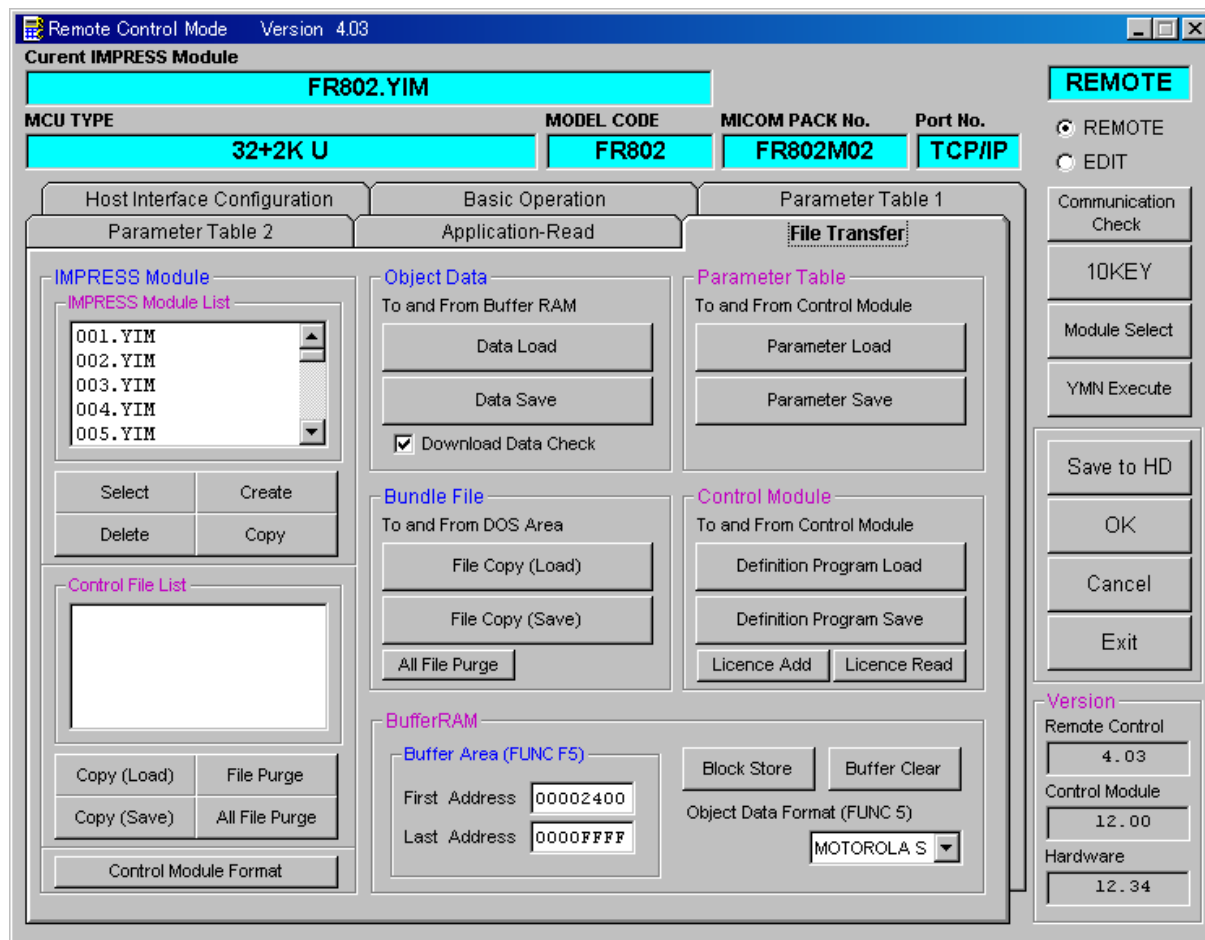 Remote Control Mode Version 4.03
Curent IMPRESS Module
FR802.YIM
REMOTE
MCU TYPE
MODEL CODE
MICOM PACK No.
Port No.
32+2K U
FR802
FR802M02
TCP/IP
REMOTE
EDIT
Host Interface Configuration
Basic Operation
Parameter Table 1
Parameter Table 2
Application-Read
File Transfer
IMPRESS Module
IMPRESS Module List
001.YIM
002.YIM
003.YIM
004.YIM
005.YIM
Select
Create
Delete
Copy
Control File List
Copy (Load)
File Purge
Copy (Save)
All File Purge
Control Module Format
Object Data
To and From Buffer RAM
Data Load
Data Save
Download Data Check
Parameter Table
To and From Control Module
Parameter Load
Parameter Save
Bundle File
To and From DOS Area
File Copy (Load)
File Copy (Save)
All File Purge
Control Module
To and From Control Module
Definition Program Load
Definition Program Save
Licence Add
Licence Read
BufferRAM
Buffer Area (FUNC F5)
First Address 00002400
Last Address 0000FFFF
Block Store
Buffer Clear
Object Data Format (FUNC 5)
MOTOROLA S
Communication
Check
10KEY
Module Select
YMN Execute
Save to HD
OK
Cancel
Exit
Version
Remote Control
4.03
Control Module
12.00
Hardware
12.34